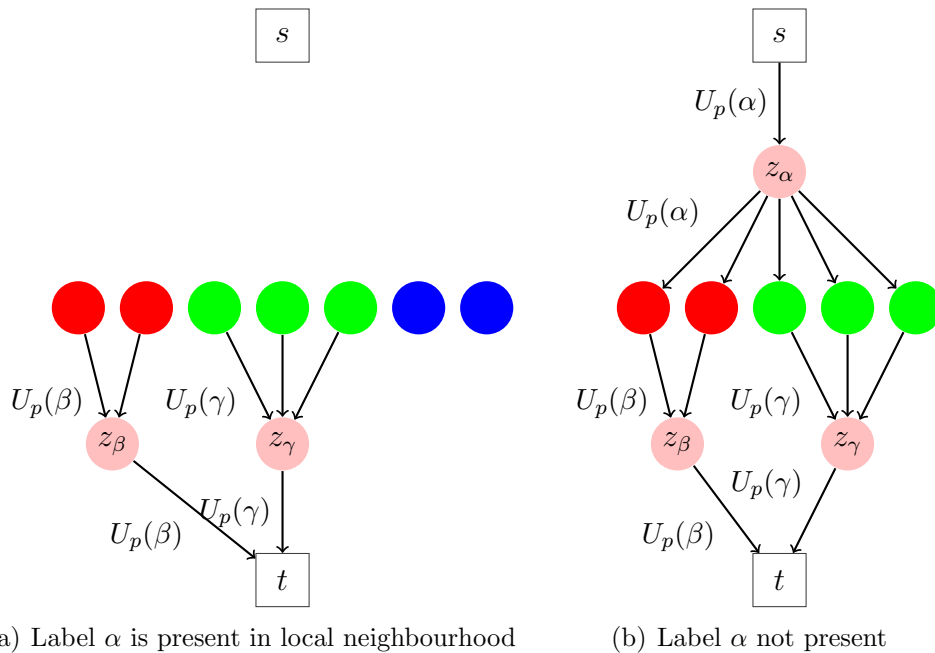 s
s
U_p(α)
z_α
U_p(α)
U_p(β)
U_p(γ)
U_p(β)
U_p(γ)
z_β
z_γ
z_β
z_γ
U_p(γ)
U_p(β)
U_p(γ)
U_p(β)
t
t
a) Label α is present in local neighbourhood
(b) Label α not present